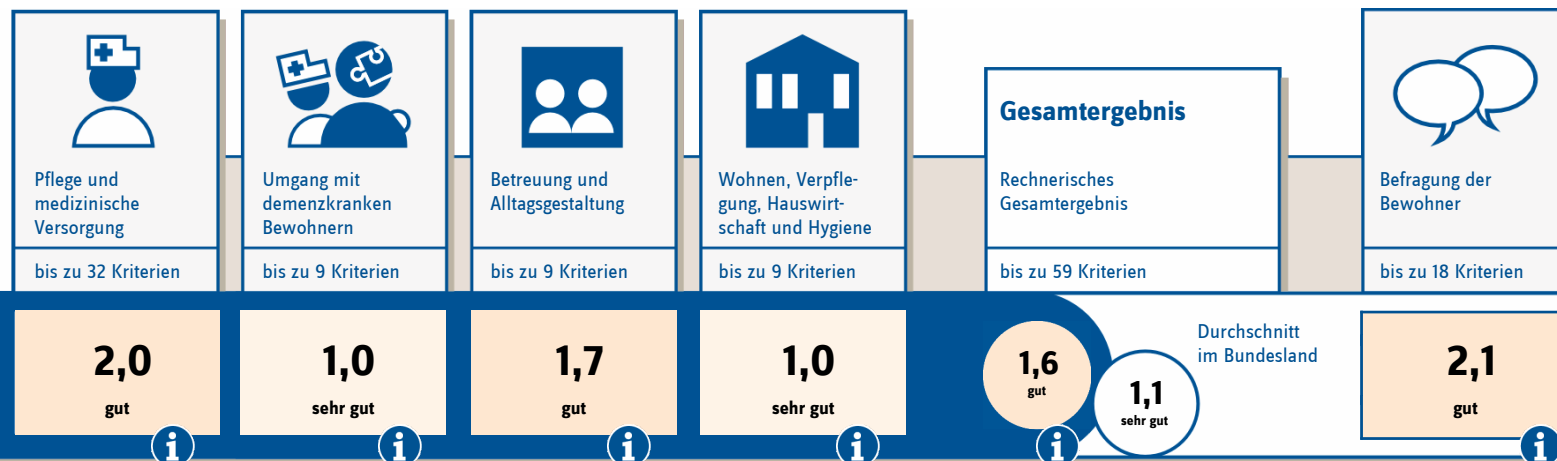 Pflege und
medizinische
Versorgung
bis zu 32 Kriterien
2,0
gut
Umgang mit
demenzkranken
Bewohnern
bis zu 9 Kriterien
1,0
sehr gut
Betreuung und
Alltagsgestaltung
bis zu 9 Kriterien
1,7
gut
Wohnen, Verpfle-
gung, Hauswirt-
schaft und Hygiene
bis zu 9 Kriterien
1,0
sehr gut
Gesamtergebnis
Rechnerisches
Gesamtergebnis
bis zu 59 Kriterien
1,6
gut
1,1
sehr gut
Durchschnitt
im Bundesland
Befragung der
Bewohner
bis zu 18 Kriterien
2,1
gut
i
i
i
i
i
i